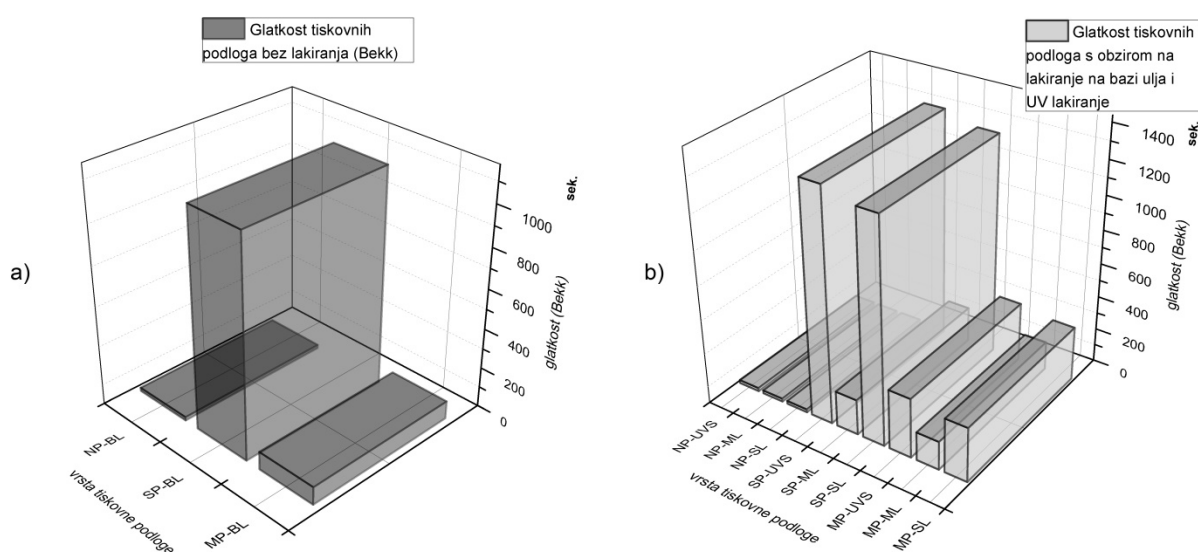 Glatkost tiskovnih
podloga bez lakiranja (Bekk)
a)
sek.
1000
800
600
400
200
0
glatkost (Bekk)
NP-BL
SP-BL
MP-BL
vrsta tiskovne podloge
Glatkost tiskovnih
podloga s obzirom na
lakiranje na bazi ulja i
UV lakiranje
b)
sek.
1400
1200
1000
800
600
400
200
0
glatkost (Bekk)
NP-UVS
NP-ML
NP-SL
SP-UVS
SP-ML
SP-SL
MP-UVS
MP-ML
MP-SL
vrsta tiskovne podloge